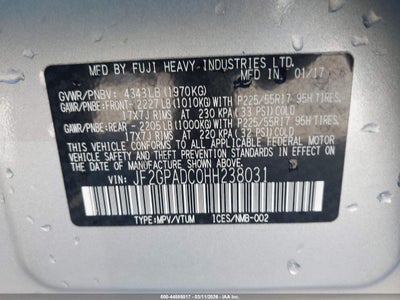 MFD BY FUJI HEAVY INDUSTRIES LTD.
MFD IN 01/17
GVWR/PNBV: 4343LB (1970KG)
GAWR/PNBE:FRONT- 2227LB (1010KG) WITH P225/55R17 95H TIRES,
17X7J RIMS AT 230 KPA (33 PSI) COLD
GAWR/PNBE:REAR - 2205LB (1000KG) WITH P225/55R17 95H TIRES,
17X7J RIMS AT 220 KPA (32 PSI) COLD
THIS VEHICLE CONFORMS TO ALL APPLICABLE U.S. FEDERAL
MOTOR VEHICLE SAFETY, BUMPER, AND THEFT PREVENTION
STANDARDS IN EFFECT ON THE DATE OF MANUFACTURE
SHOWN ABOVE.
VIN: JF2GPADC0HH238031
TYPE:MPV/VTUM ICES/NMB-002